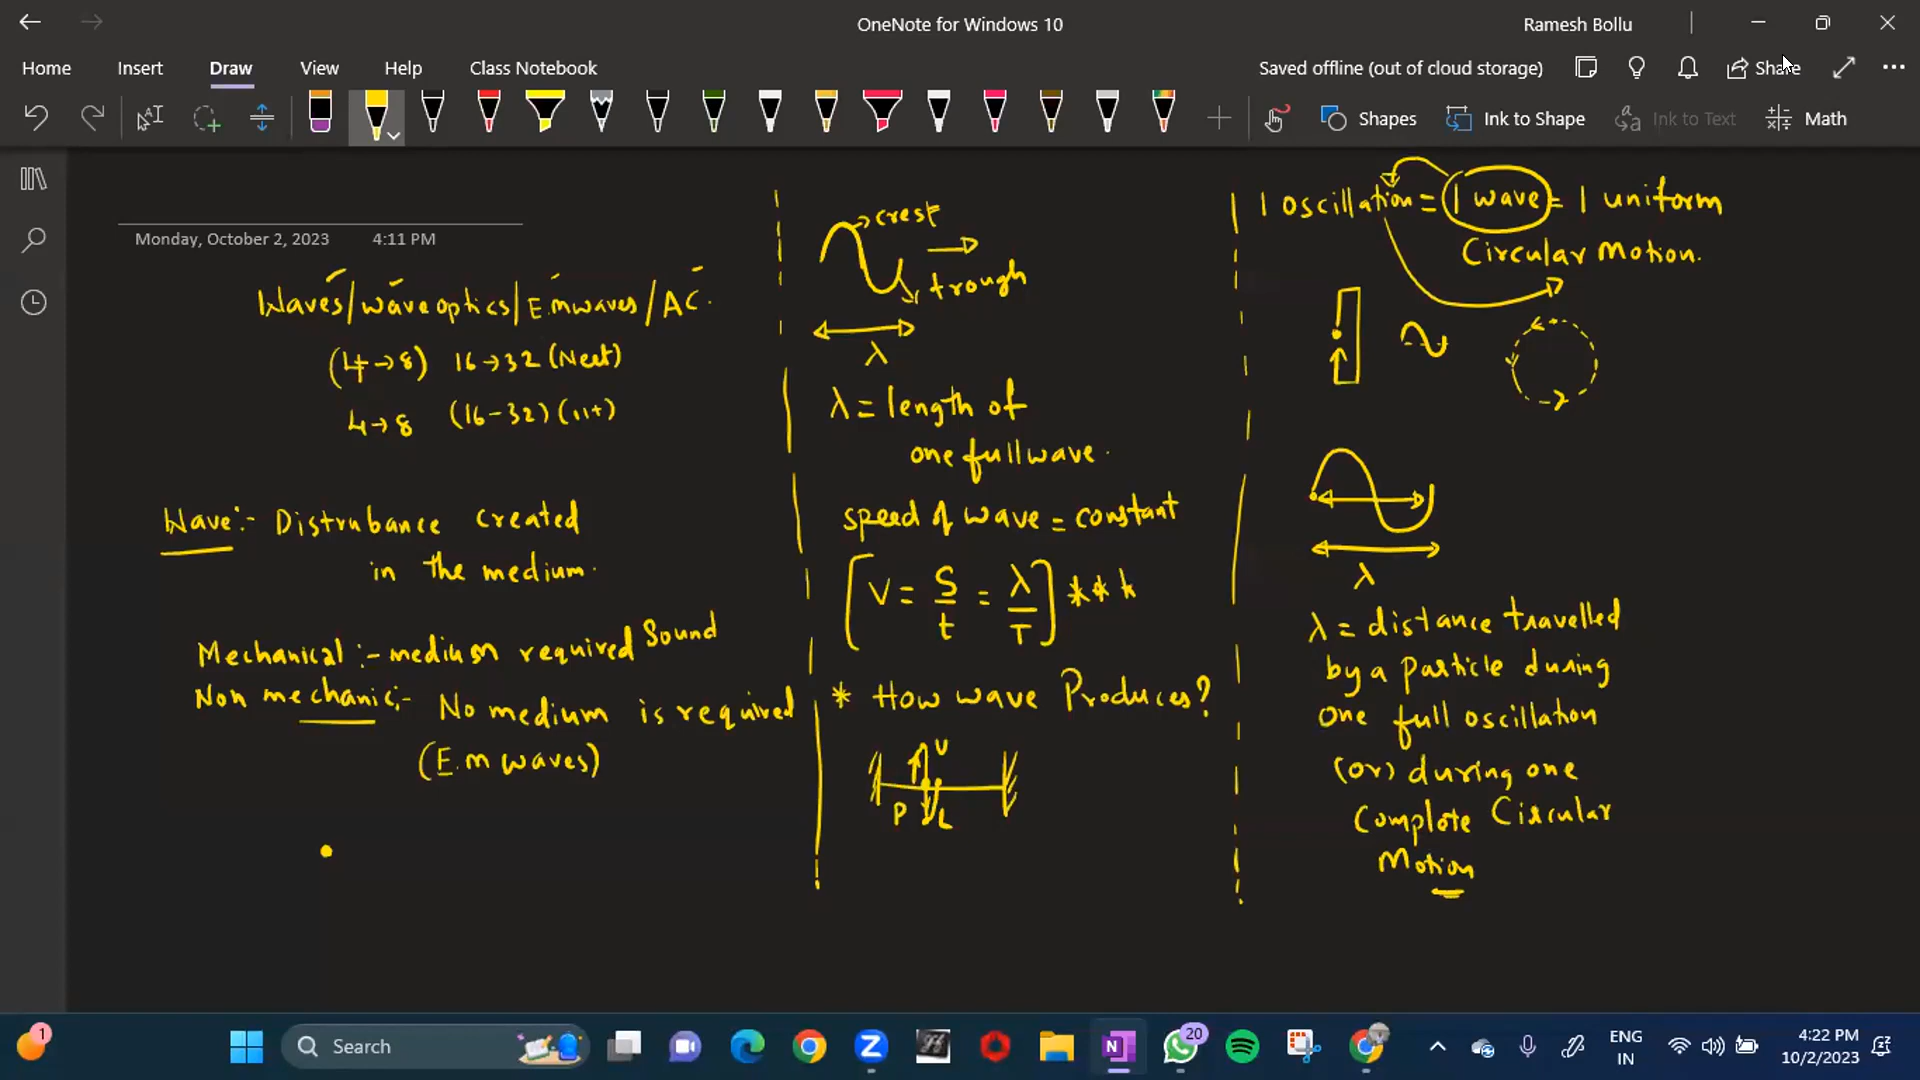 OneNote for Windows 10
Ramesh Bollu
Home Insert Draw View Help Class Notebook
Saved offline (out of cloud storage)
Share
Shapes
Ink to Shape
Ink to Text
Math
Monday, October 2, 2023 4:11 PM
Waves/wave optics/E.m waves/AC.
(4→8) 16→32 (Neet)
4→8 (16-32) (11+)
Wave:- Distrubance created
in the medium.
Mechanical :- medium required Sound
Non mechanic:- No medium is required
(E.m waves)
crest
trough
λ
λ = length of
one full wave.
speed of wave = constant
[V = S/t = λ/T] ***
* How wave Produces?
U
P L
1 oscillation = 1 wave = 1 uniform
Circular Motion.
λ
λ = distance travelled
by a particle during
one full oscillation
(or) during one
Complete Circular
Motion
1
Search
20
ENG
IN
4:22 PM
10/2/2023